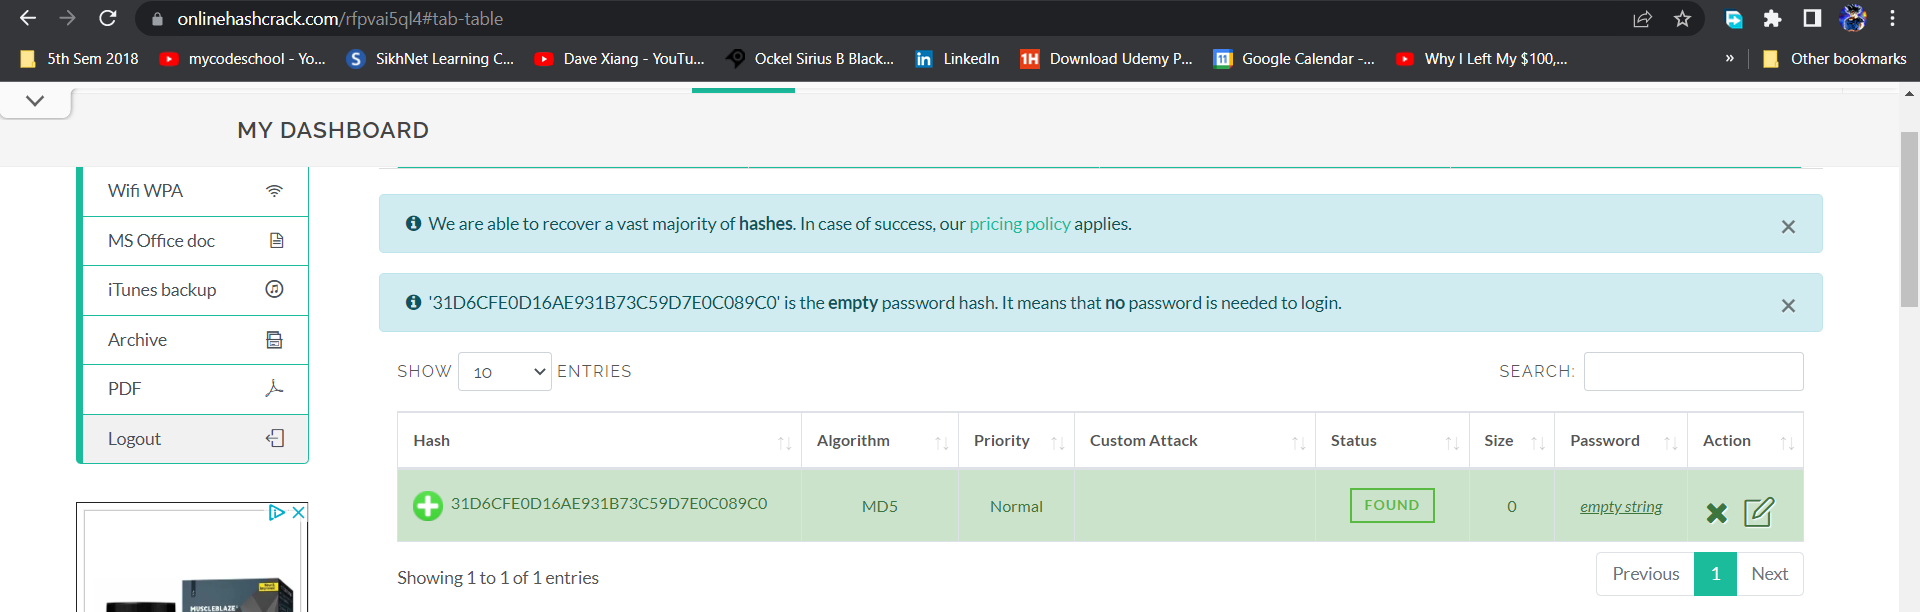 onlinehashcrack.com/rfpvai5ql4#tab-table
5th Sem 2018 mycodeschool - Yo... S SikhNet Learning C... Dave Xiang - YouTu... Ockel Sirius B Black... in LinkedIn 1H Download Udemy P... 11 Google Calendar -... Why I Left My $100,... » Other bookmarks
MY DASHBOARD
Wifi WPA
MS Office doc
iTunes backup
Archive
PDF
Logout
We are able to recover a vast majority of hashes. In case of success, our pricing policy applies. ×
'31D6CFE0D16AE931B73C59D7E0C089C0' is the empty password hash. It means that no password is needed to login. ×
SHOW 10 ENTRIES SEARCH:
Hash Algorithm Priority Custom Attack Status Size Password Action
31D6CFE0D16AE931B73C59D7E0C089C0 MD5 Normal FOUND 0 empty string
Showing 1 to 1 of 1 entries Previous 1 Next
MUSCLEBLAZE